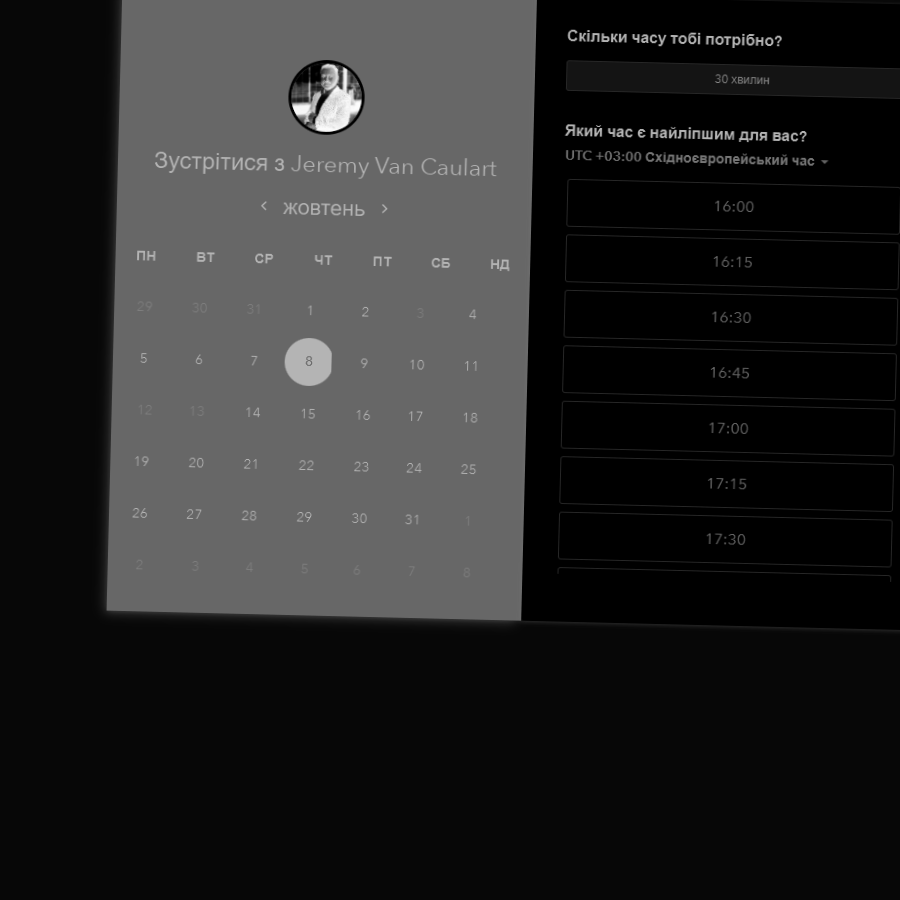 Зустрітися з Jeremy Van Caulart
жовтень
ПН ВТ СР ЧТ ПТ СБ НД
29 30 31 1 2 3 4
5 6 7 8 9 10 11
12 13 14 15 16 17 18
19 20 21 22 23 24 25
26 27 28 29 30 31 1
2 3 4 5 6 7 8
Скільки часу тобі потрібно?
30 хвилин
Який час є найліпшим для вас?
UTC +03:00 Східноєвропейський час
16:00
16:15
16:30
16:45
17:00
17:15
17:30